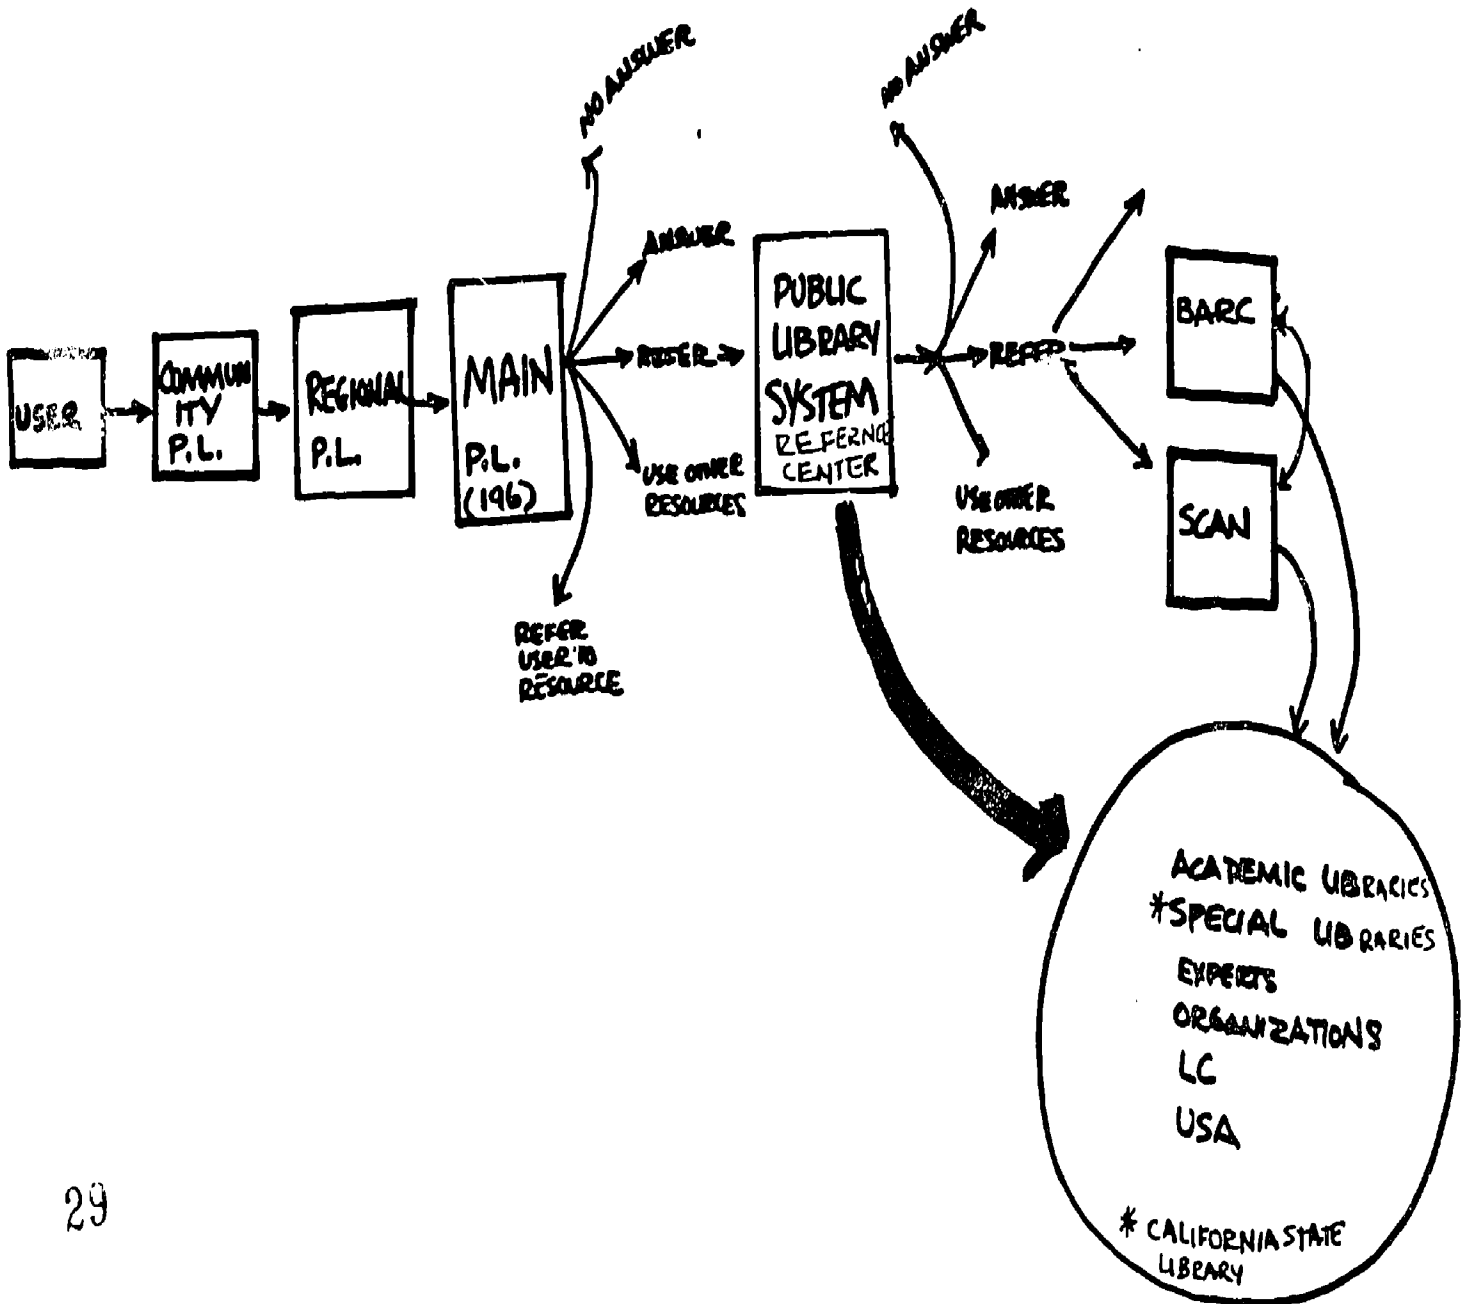 NO ANSWER
NO ANSWER
ANSWER
ANSWER
USER
COMMUN
ITY
P.L.
REGIONAL
P.L.
MAIN
P.L.
(196)
REFER
USE OTHER
RESOURCES
REFER
USER TO
RESOURCE
PUBLIC
LIBRARY
SYSTEM
REFERNCE
CENTER
REFER
USE OTHER
RESOURCES
BARC
SCAN
ACADEMIC LIBRARIES
*SPECIAL LIBRARIES
EXPERTS
ORGANIZATIONS
LC
USA
* CALIFORNIA STATE
LIBRARY
29